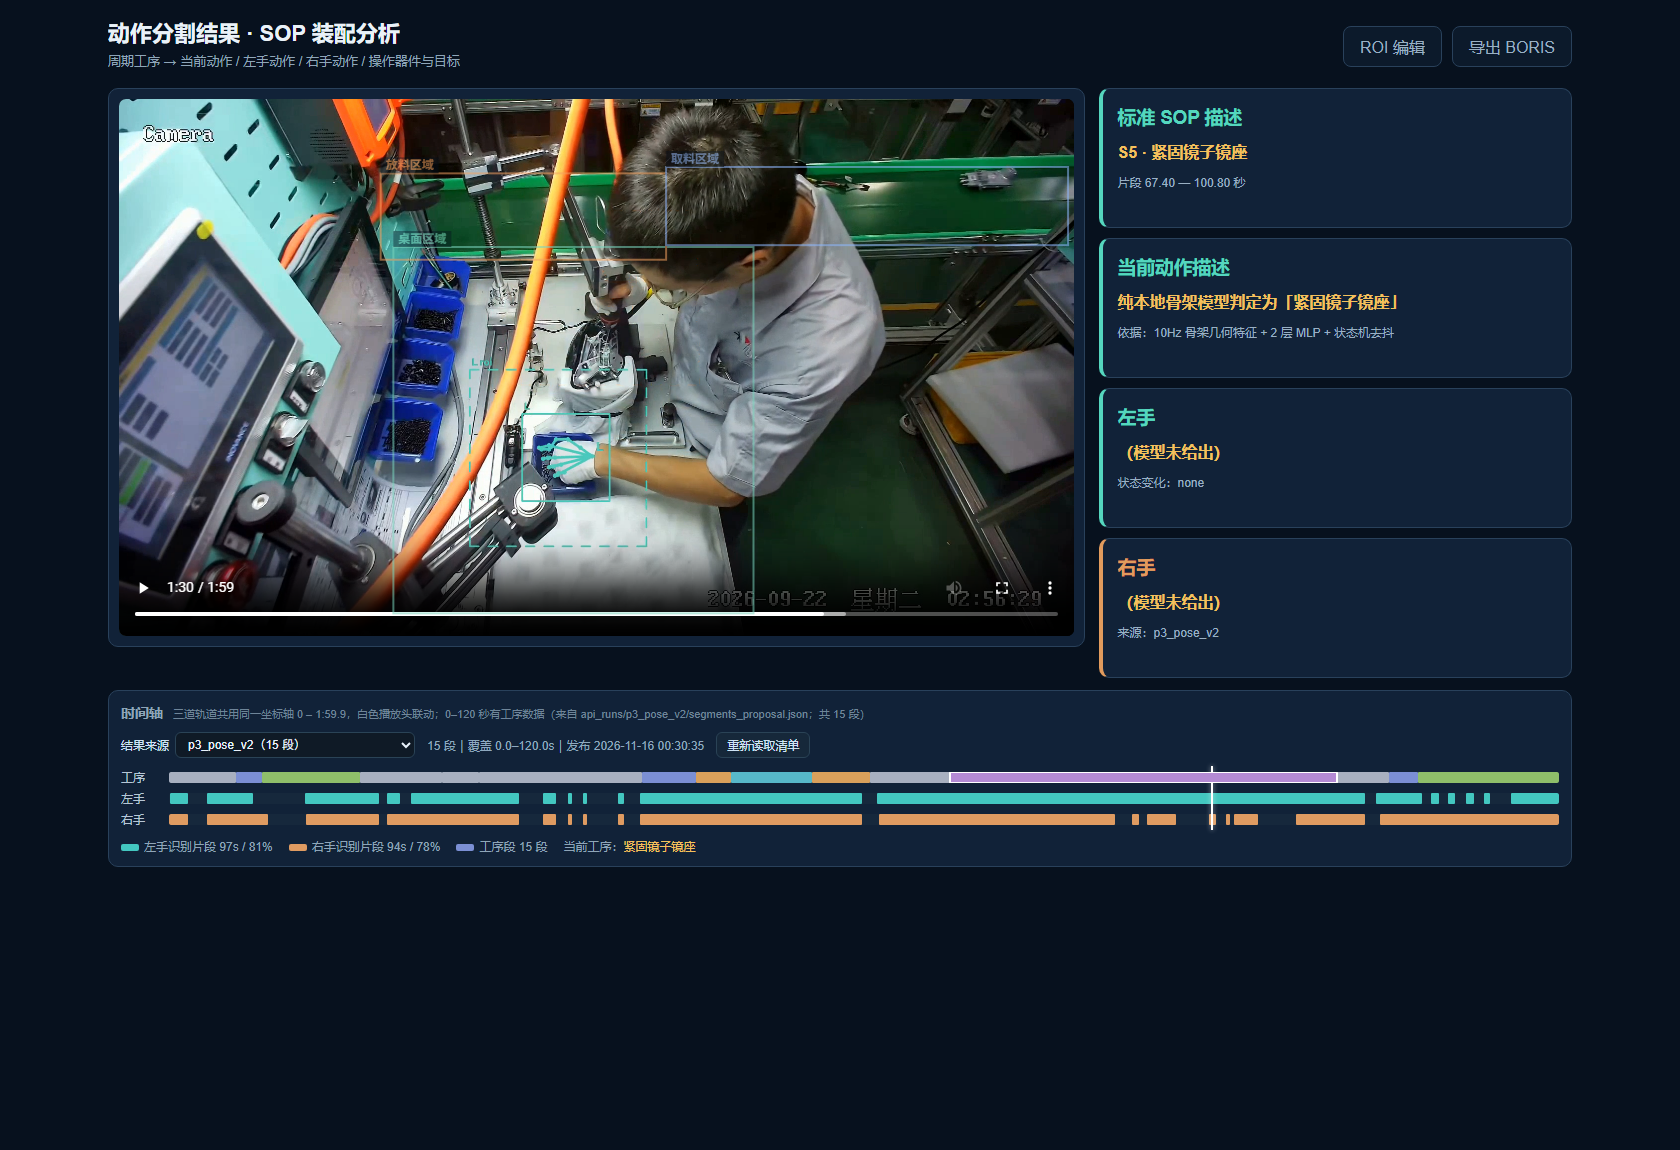 动作分割结果 · SOP 装配分析
周期工序 → 当前动作 / 左手动作 / 右手动作 / 操作器件与目标
ROI 编辑
导出 BORIS
Camera
放料区域
取料区域
桌面区域
1:30 / 1:59
2026-09-22 星期二 02:56:29
标准 SOP 描述
S5 · 紧固镜子镜座
片段 67.40 — 100.80 秒
当前动作描述
纯本地骨架模型判定为「紧固镜子镜座」
依据：10Hz 骨架几何特征 + 2 层 MLP + 状态机去抖
左手
（模型未给出）
状态变化：none
右手
（模型未给出）
来源：p3_pose_v2
时间轴 三道轨道共用同一坐标轴 0 – 1:59.9，白色播放头联动；0–120 秒有工序数据（来自 api_runs/p3_pose_v2/segments_proposal.json；共 15 段）
结果来源 p3_pose_v2（15 段） 15 段 | 覆盖 0.0–120.0s | 发布 2026-11-16 00:30:35 重新读取清单
工序
左手
右手
左手识别片段 97s / 81% 右手识别片段 94s / 78% 工序段 15 段 当前工序：紧固镜子镜座